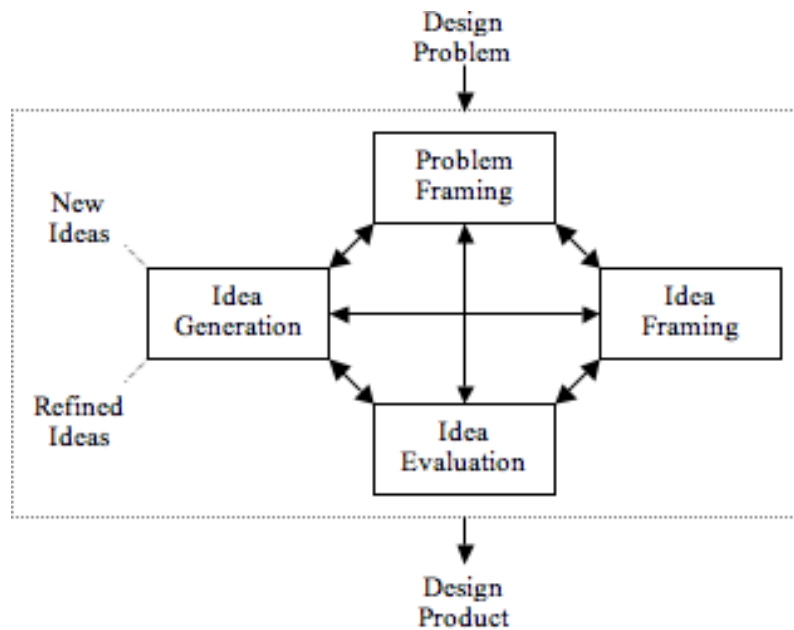 Design
Problem
Problem
Framing
New
Ideas
Idea
Generation
Idea
Framing
Refined
Ideas
Idea
Evaluation
Design
Product